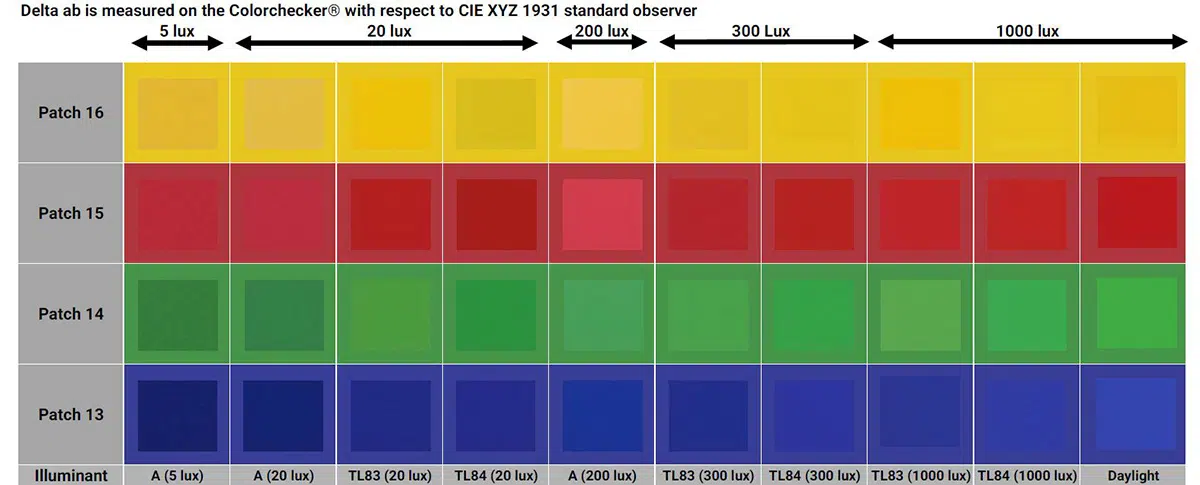 Delta ab is measured on the Colorchecker® with respect to CIE XYZ 1931 standard observer
5 lux 20 lux 200 lux 300 Lux 1000 lux
Patch 16
Patch 15
Patch 14
Patch 13
Illuminant A (5 lux) A (20 lux) TL83 (20 lux) TL84 (20 lux) A (200 lux) TL83 (300 lux) TL84 (300 lux) TL83 (1000 lux) TL84 (1000 lux) Daylight